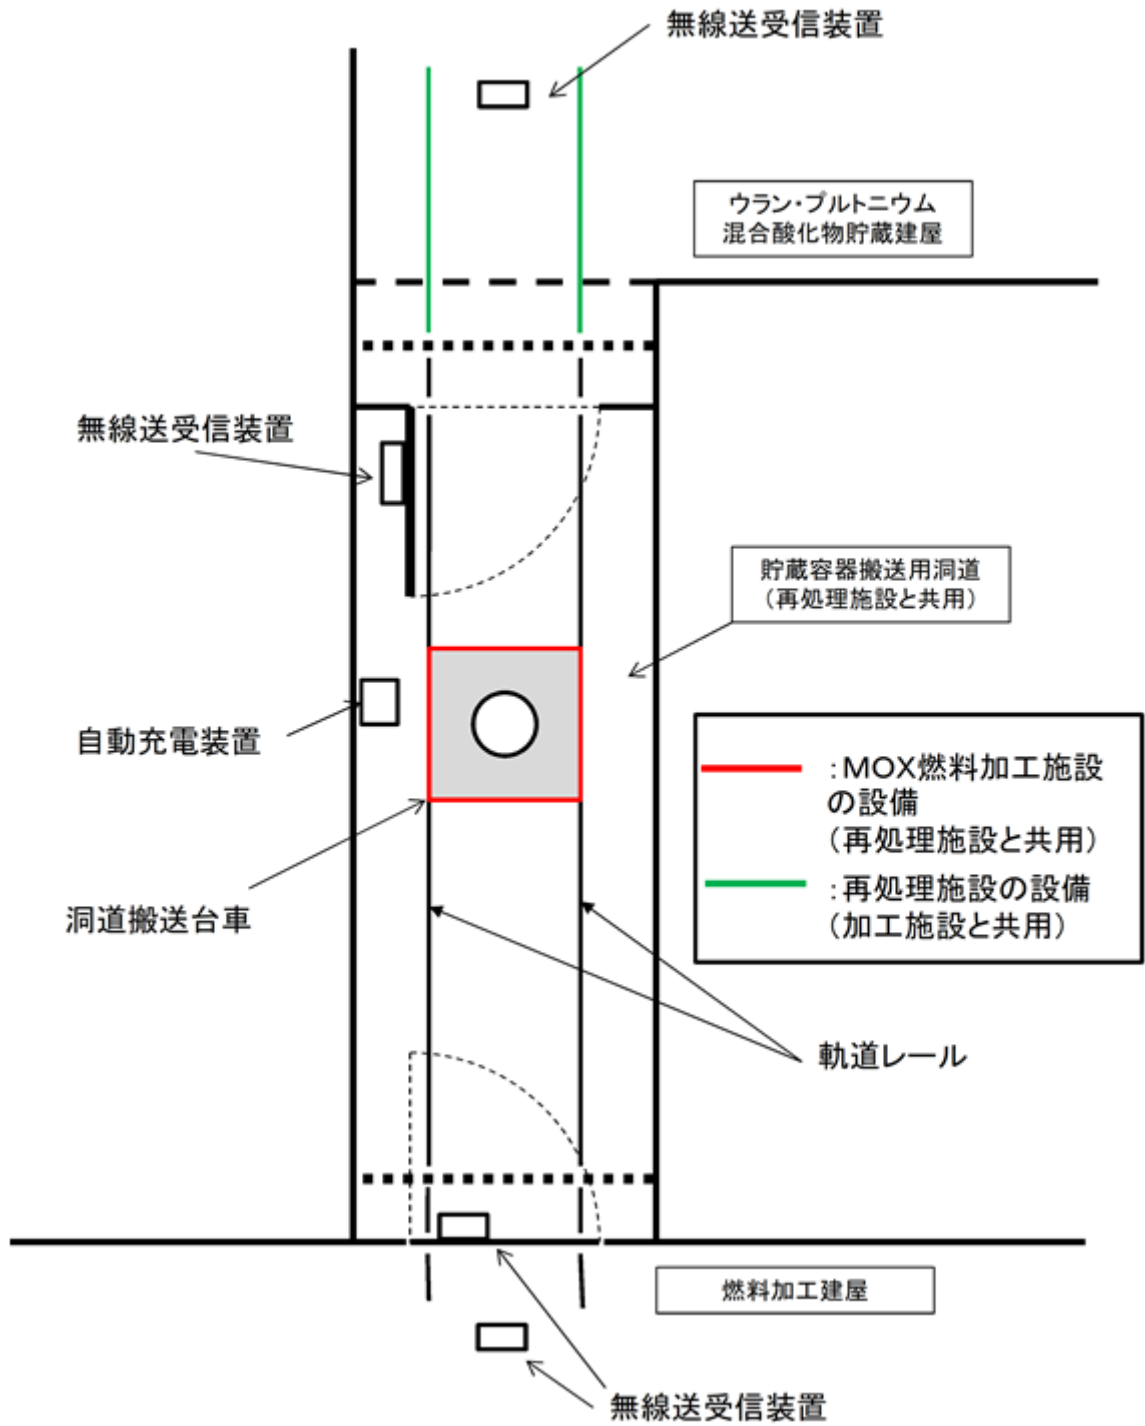 無線送受信装置
ウラン・プルトニウム
混合酸化物貯蔵建屋
無線送受信装置
貯蔵容器搬送用洞道
（再処理施設と共用）
自動充電装置
：MOX燃料加工施設
の設備
（再処理施設と共用）
：再処理施設の設備
（加工施設と共用）
洞道搬送台車
軌道レール
燃料加工建屋
無線送受信装置